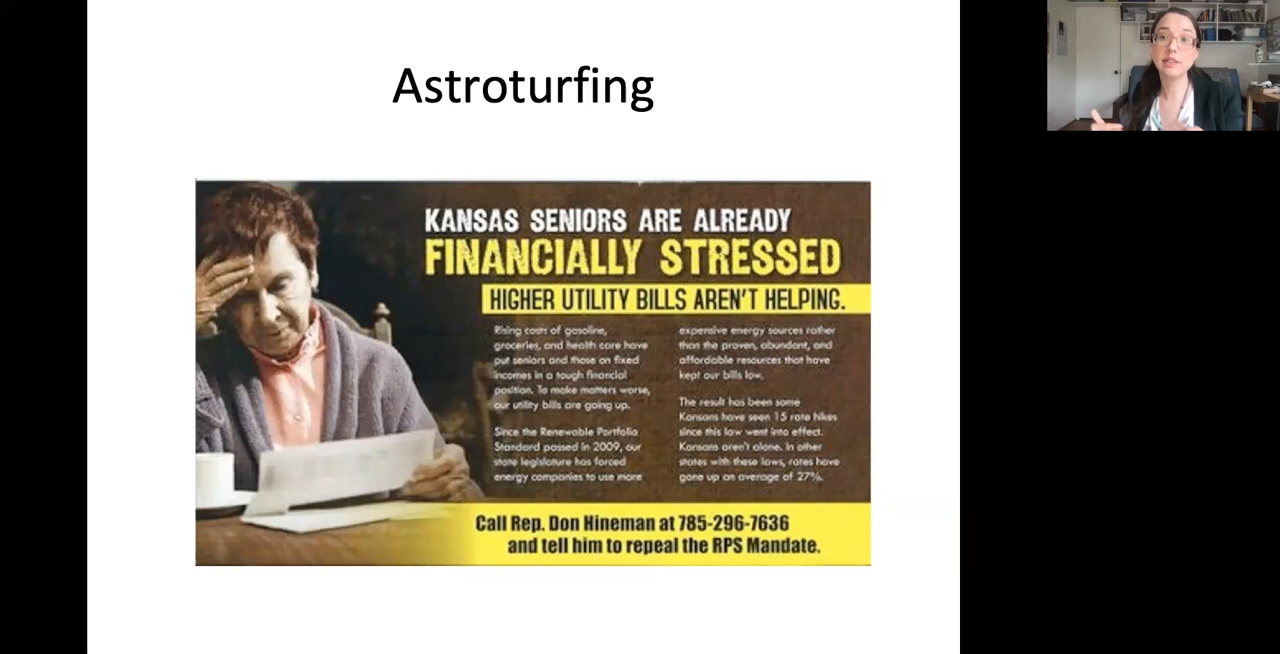 Astroturfing
KANSAS SENIORS ARE ALREADY
FINANCIALLY STRESSED
HIGHER UTILITY BILLS AREN'T HELPING.
Rising costs of gasoline,
groceries, and health care have
put seniors and those on fixed
incomes in a tough financial
position. To make matters worse,
our utility bills are going up.
Since the Renewable Portfolio
Standard passed in 2009, our
state legislature has forced
energy companies to use more
expensive energy sources rather
than the proven, abundant, and
affordable resources that have
kept our bills low.
The result has been some
Kansans have seen 15 rate hikes
since this law went into effect.
Kansans aren't alone. In other
states with these laws, rates have
gone up an average of 27%.
Call Rep. Don Hineman at 785-296-7636
and tell him to repeal the RPS Mandate.